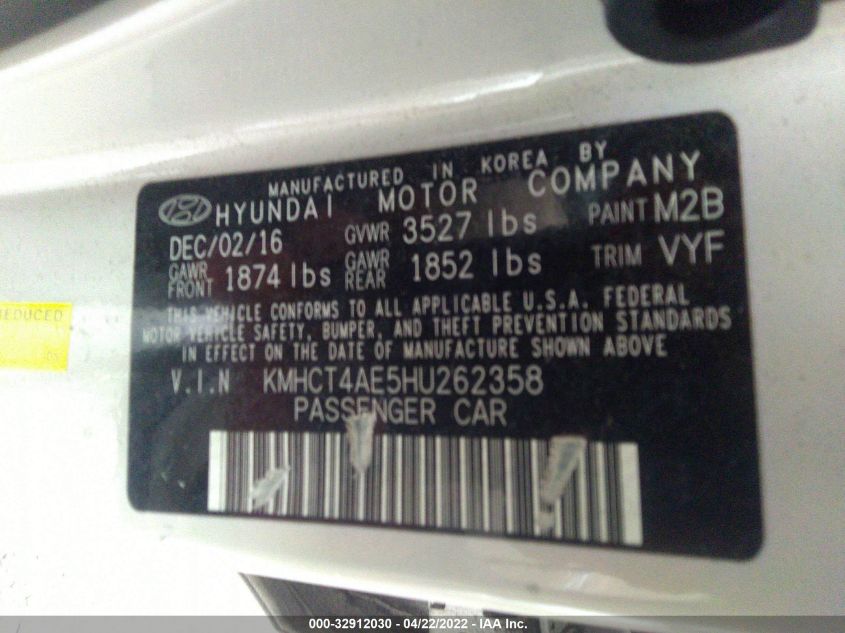 MANUFACTURED IN KOREA BY
HYUNDAI MOTOR COMPANY
DEC/02/16 GVWR 3527 lbs PAINT M2B
GAWR FRONT 1874 lbs GAWR REAR 1852 lbs TRIM VYF
THIS VEHICLE CONFORMS TO ALL APPLICABLE U.S.A. FEDERAL
MOTOR VEHICLE SAFETY, BUMPER, AND THEFT PREVENTION STANDARDS
IN EFFECT ON THE DATE OF MANUFACTURE SHOWN ABOVE
V.I.N KMHCT4AE5HU262358
PASSENGER CAR
000-32912030 - 04/22/2022 - IAA Inc.